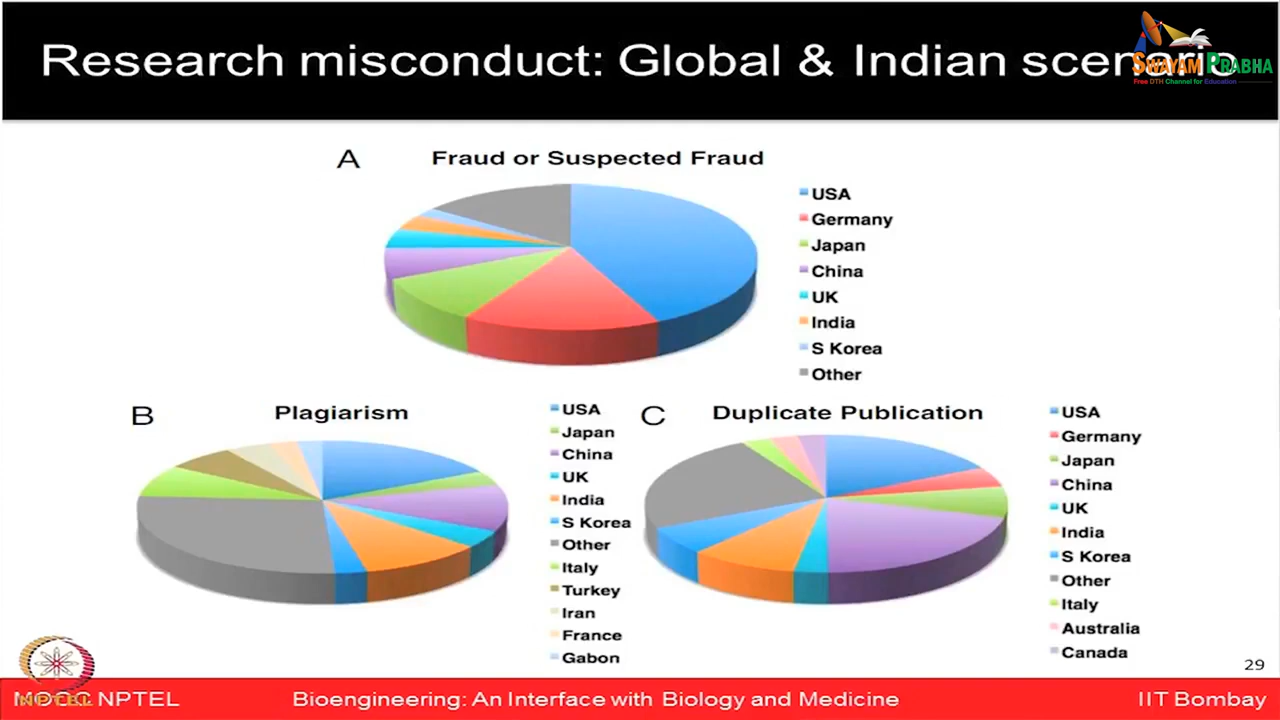 Research misconduct: Global & Indian scenario
SWAYAM PRABHA
Free DTH Channel for Education
A
Fraud or Suspected Fraud
USA
Germany
Japan
China
UK
India
S Korea
Other
B
Plagiarism
USA
Japan
China
UK
India
S Korea
Other
Italy
Turkey
Iran
France
Gabon
C
Duplicate Publication
USA
Germany
Japan
China
UK
India
S Korea
Other
Italy
Australia
Canada
29
NPTEL
MOOC NPTEL
Bioengineering: An Interface with Biology and Medicine
IIT Bombay